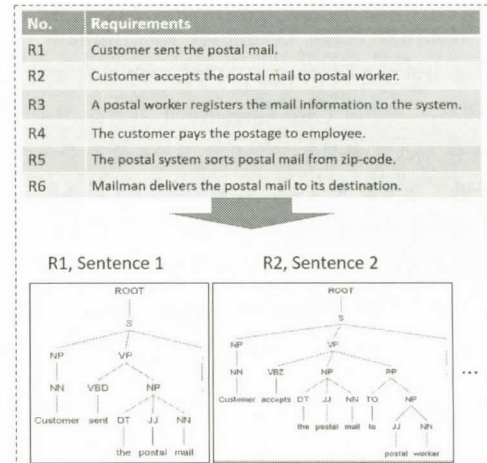 No. Requirements
R1 Customer sent the postal mail.
R2 Customer accepts the postal mail to postal worker.
R3 A postal worker registers the mail information to the system.
R4 The customer pays the postage to employee.
R5 The postal system sorts postal mail from zip-code.
R6 Mailman delivers the postal mail to its destination.
R1, Sentence 1 R2, Sentence 2
ROOT ROOT
S S
NP VP . NP VP .
NN VBD NP NN VBZ NP PP ...
Customer sent DT JJ NN Customer accepts DT JJ NN TO NP
the postal mail the postal mail to JJ NN
postal worker